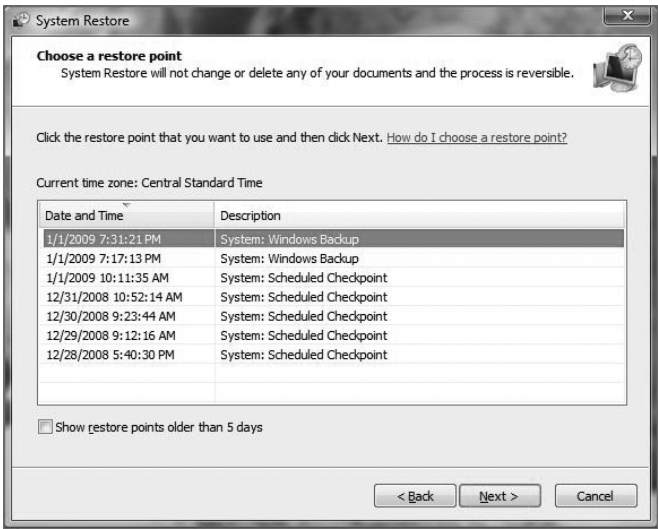 System Restore
Choose a restore point
System Restore will not change or delete any of your documents and the process is reversible.
Click the restore point that you want to use and then click Next. How do I choose a restore point?
Current time zone: Central Standard Time
Date and Time Description
1/1/2009 7:31:21 PM System: Windows Backup
1/1/2009 7:17:13 PM System: Windows Backup
1/1/2009 10:11:35 AM System: Scheduled Checkpoint
12/31/2008 10:52:14 AM System: Scheduled Checkpoint
12/30/2008 9:23:44 AM System: Scheduled Checkpoint
12/29/2008 9:12:16 AM System: Scheduled Checkpoint
12/28/2008 5:40:30 PM System: Scheduled Checkpoint
Show restore points older than 5 days
< Back Next > Cancel